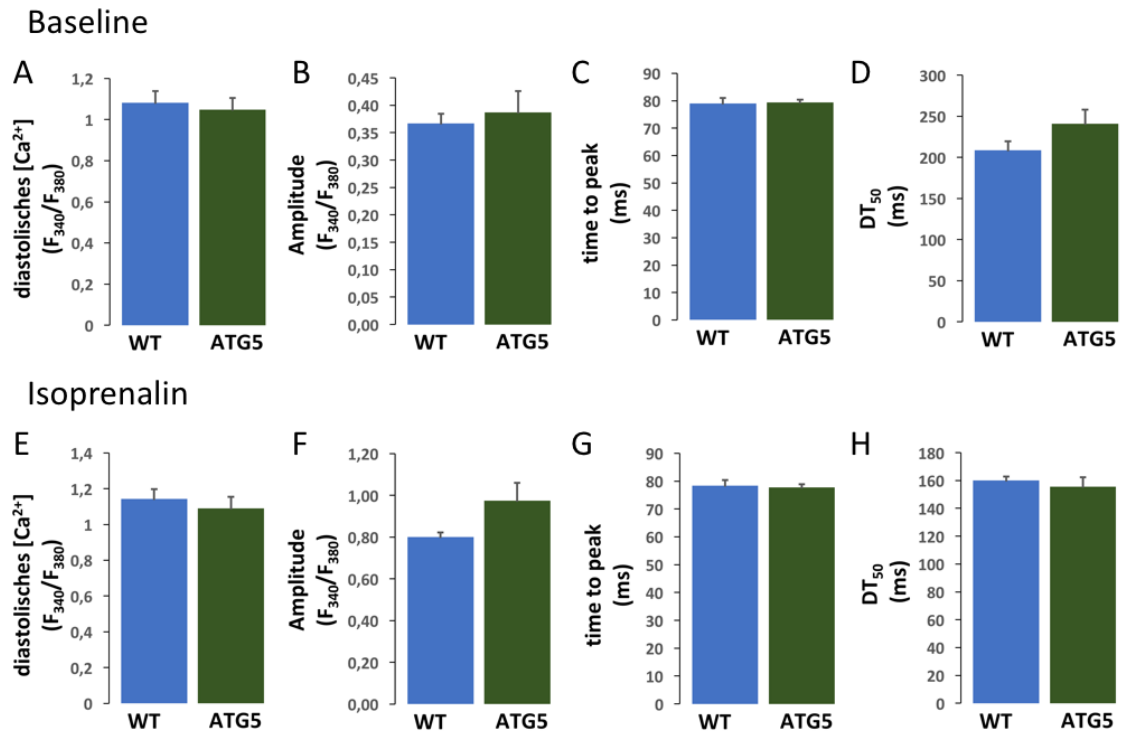 Baseline
A
diastolisches [Ca²⁺]
(F₃₄₀/F₃₈₀)
1,2
1
0,8
0,6
0,4
0,2
0
WT ATG5
B
Amplitude
(F₃₄₀/F₃₈₀)
0,45
0,40
0,35
0,30
0,25
0,20
0,15
0,10
0,05
0,00
WT ATG5
C
time to peak
(ms)
90
80
70
60
50
40
30
20
10
0
WT ATG5
D
DT₅₀
(ms)
300
250
200
150
100
50
0
WT ATG5
Isoprenalin
E
diastolisches [Ca²⁺]
(F₃₄₀/F₃₈₀)
1,4
1,2
1
0,8
0,6
0,4
0,2
0
WT ATG5
F
Amplitude
(F₃₄₀/F₃₈₀)
1,20
1,00
0,80
0,60
0,40
0,20
0,00
WT ATG5
G
time to peak
(ms)
90
80
70
60
50
40
30
20
10
0
WT ATG5
H
DT₅₀
(ms)
180
160
140
120
100
80
60
40
20
0
WT ATG5